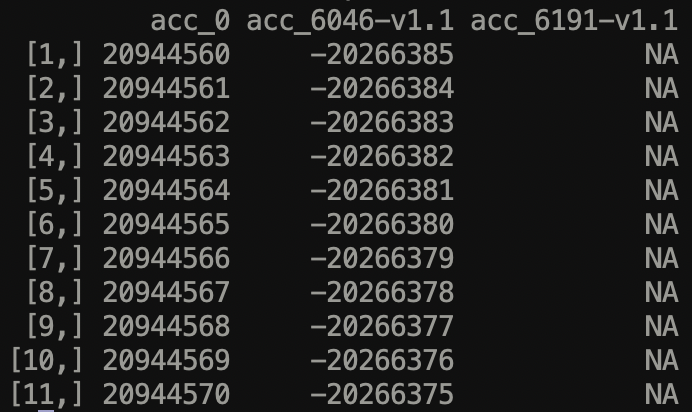 acc_0 acc_6046-v1.1 acc_6191-v1.1
[1,] 20944560 -20266385 NA
[2,] 20944561 -20266384 NA
[3,] 20944562 -20266383 NA
[4,] 20944563 -20266382 NA
[5,] 20944564 -20266381 NA
[6,] 20944565 -20266380 NA
[7,] 20944566 -20266379 NA
[8,] 20944567 -20266378 NA
[9,] 20944568 -20266377 NA
[10,] 20944569 -20266376 NA
[11,] 20944570 -20266375 NA